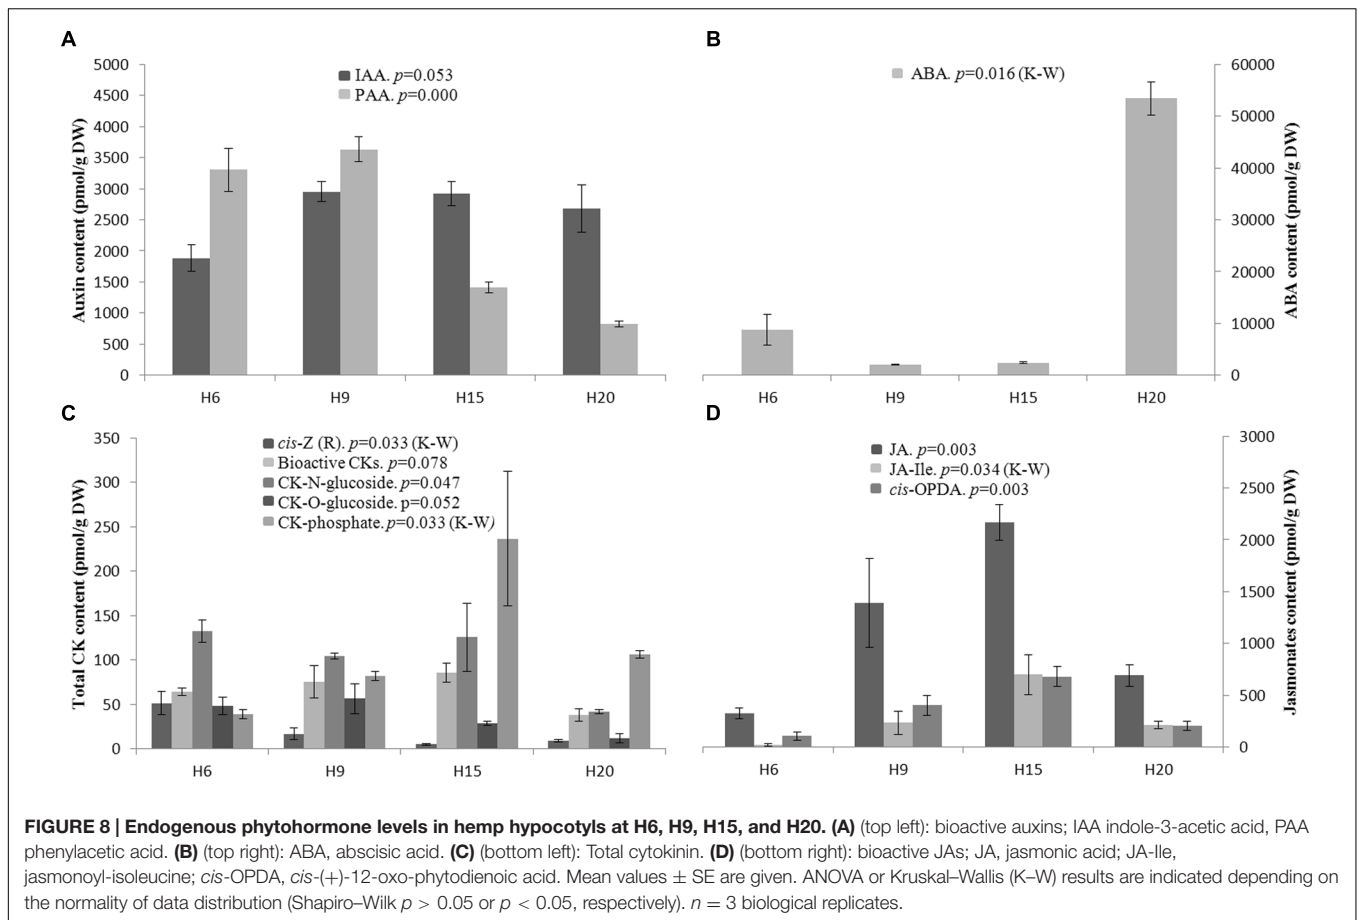 A
Auxin content (pmol/g DW)
5000
4500
4000
3500
3000
2500
2000
1500
1000
500
0
IAA. p=0.053
PAA. p=0.000
H6 H9 H15 H20
B
ABA. p=0.016 (K-W)
60000
50000
40000
30000
20000
10000
0
ABA content (pmol/g DW)
H6 H9 H15 H20
C
Total CK content (pmol/g DW)
350
300
250
200
150
100
50
0
cis-Z (R). p=0.033 (K-W)
Bioactive CKs. p=0.078
CK-N-glucoside. p=0.047
CK-O-glucoside. p=0.052
CK-phosphate. p=0.033 (K-W)
H6 H9 H15 H20
D
JA. p=0.003
JA-Ile. p=0.034 (K-W)
cis-OPDA. p=0.003
3000
2500
2000
1500
1000
500
0
Jasmonates content (pmol/g DW)
H6 H9 H15 H20
FIGURE 8 | Endogenous phytohormone levels in hemp hypocotyls at H6, H9, H15, and H20. (A) (top left): bioactive auxins; IAA indole-3-acetic acid, PAA
phenylacetic acid. (B) (top right): ABA, abscisic acid. (C) (bottom left): Total cytokinin. (D) (bottom right): bioactive JAs; JA, jasmonic acid; JA-Ile,
jasmonoyl-isoleucine; cis-OPDA, cis-(+)-12-oxo-phytodienoic acid. Mean values ± SE are given. ANOVA or Kruskal–Wallis (K–W) results are indicated depending on
the normality of data distribution (Shapiro–Wilk p > 0.05 or p < 0.05, respectively). n = 3 biological replicates.